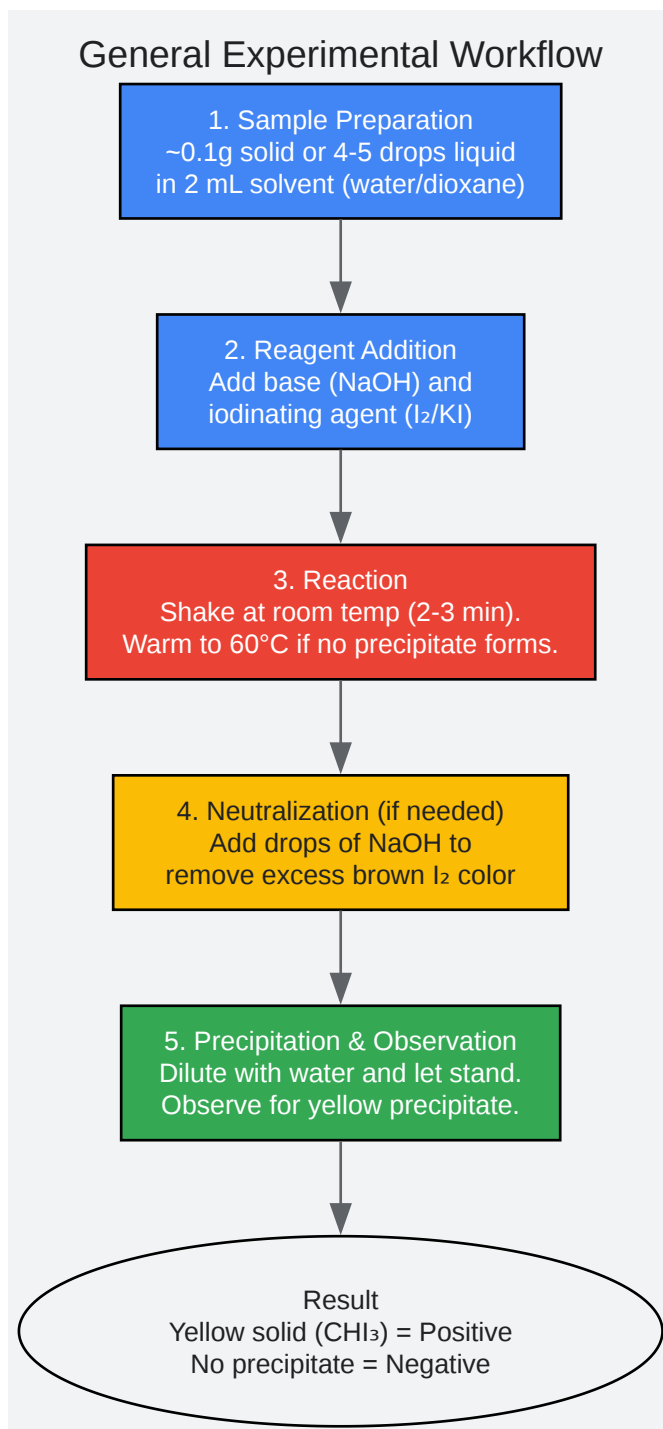 General Experimental Workflow
1. Sample Preparation
~0.1g solid or 4-5 drops liquid
in 2 mL solvent (water/dioxane)
2. Reagent Addition
Add base (NaOH) and
iodinating agent (I₂/KI)
3. Reaction
Shake at room temp (2-3 min).
Warm to 60°C if no precipitate forms.
4. Neutralization (if needed)
Add drops of NaOH to
remove excess brown I₂ color
5. Precipitation & Observation
Dilute with water and let stand.
Observe for yellow precipitate.
Result
Yellow solid (CHI₃) = Positive
No precipitate = Negative